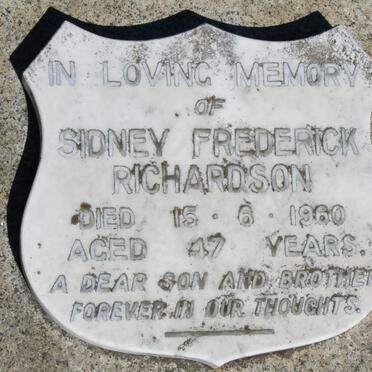 IN LOVING MEMORY
OF
SIDNEY FREDERICK
RICHARDSON
DIED 15 · 6 · 1960
AGED 47 YEARS.
A DEAR SON AND BROTHER
FOREVER IN OUR THOUGHTS.